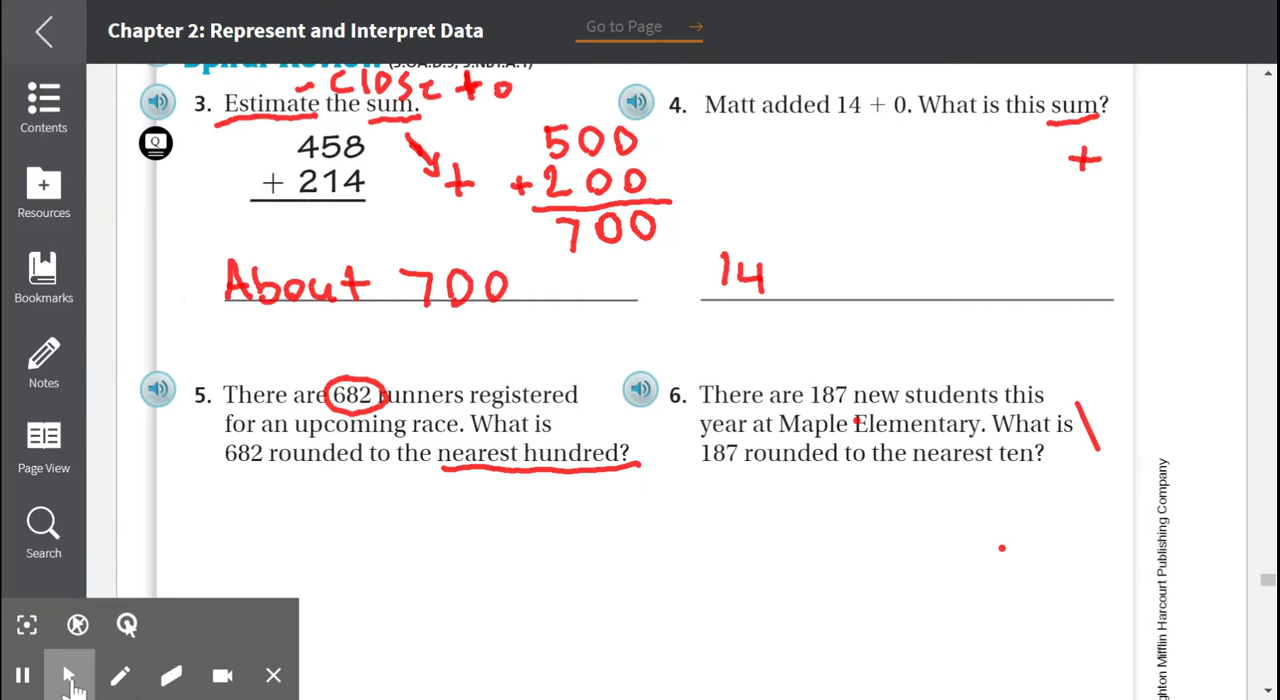 Chapter 2: Represent and Interpret Data
Go to Page →
Contents
Resources
Bookmarks
Notes
Page View
Search
- close to
3. Estimate the sum.
458
+ 214
+
500
+200
700
About 700
4. Matt added 14 + 0. What is this sum?
+
14
5. There are 682 runners registered
for an upcoming race. What is
682 rounded to the nearest hundred?
6. There are 187 new students this
year at Maple Elementary. What is
187 rounded to the nearest ten?
Mifflin Harcourt Publishing Company